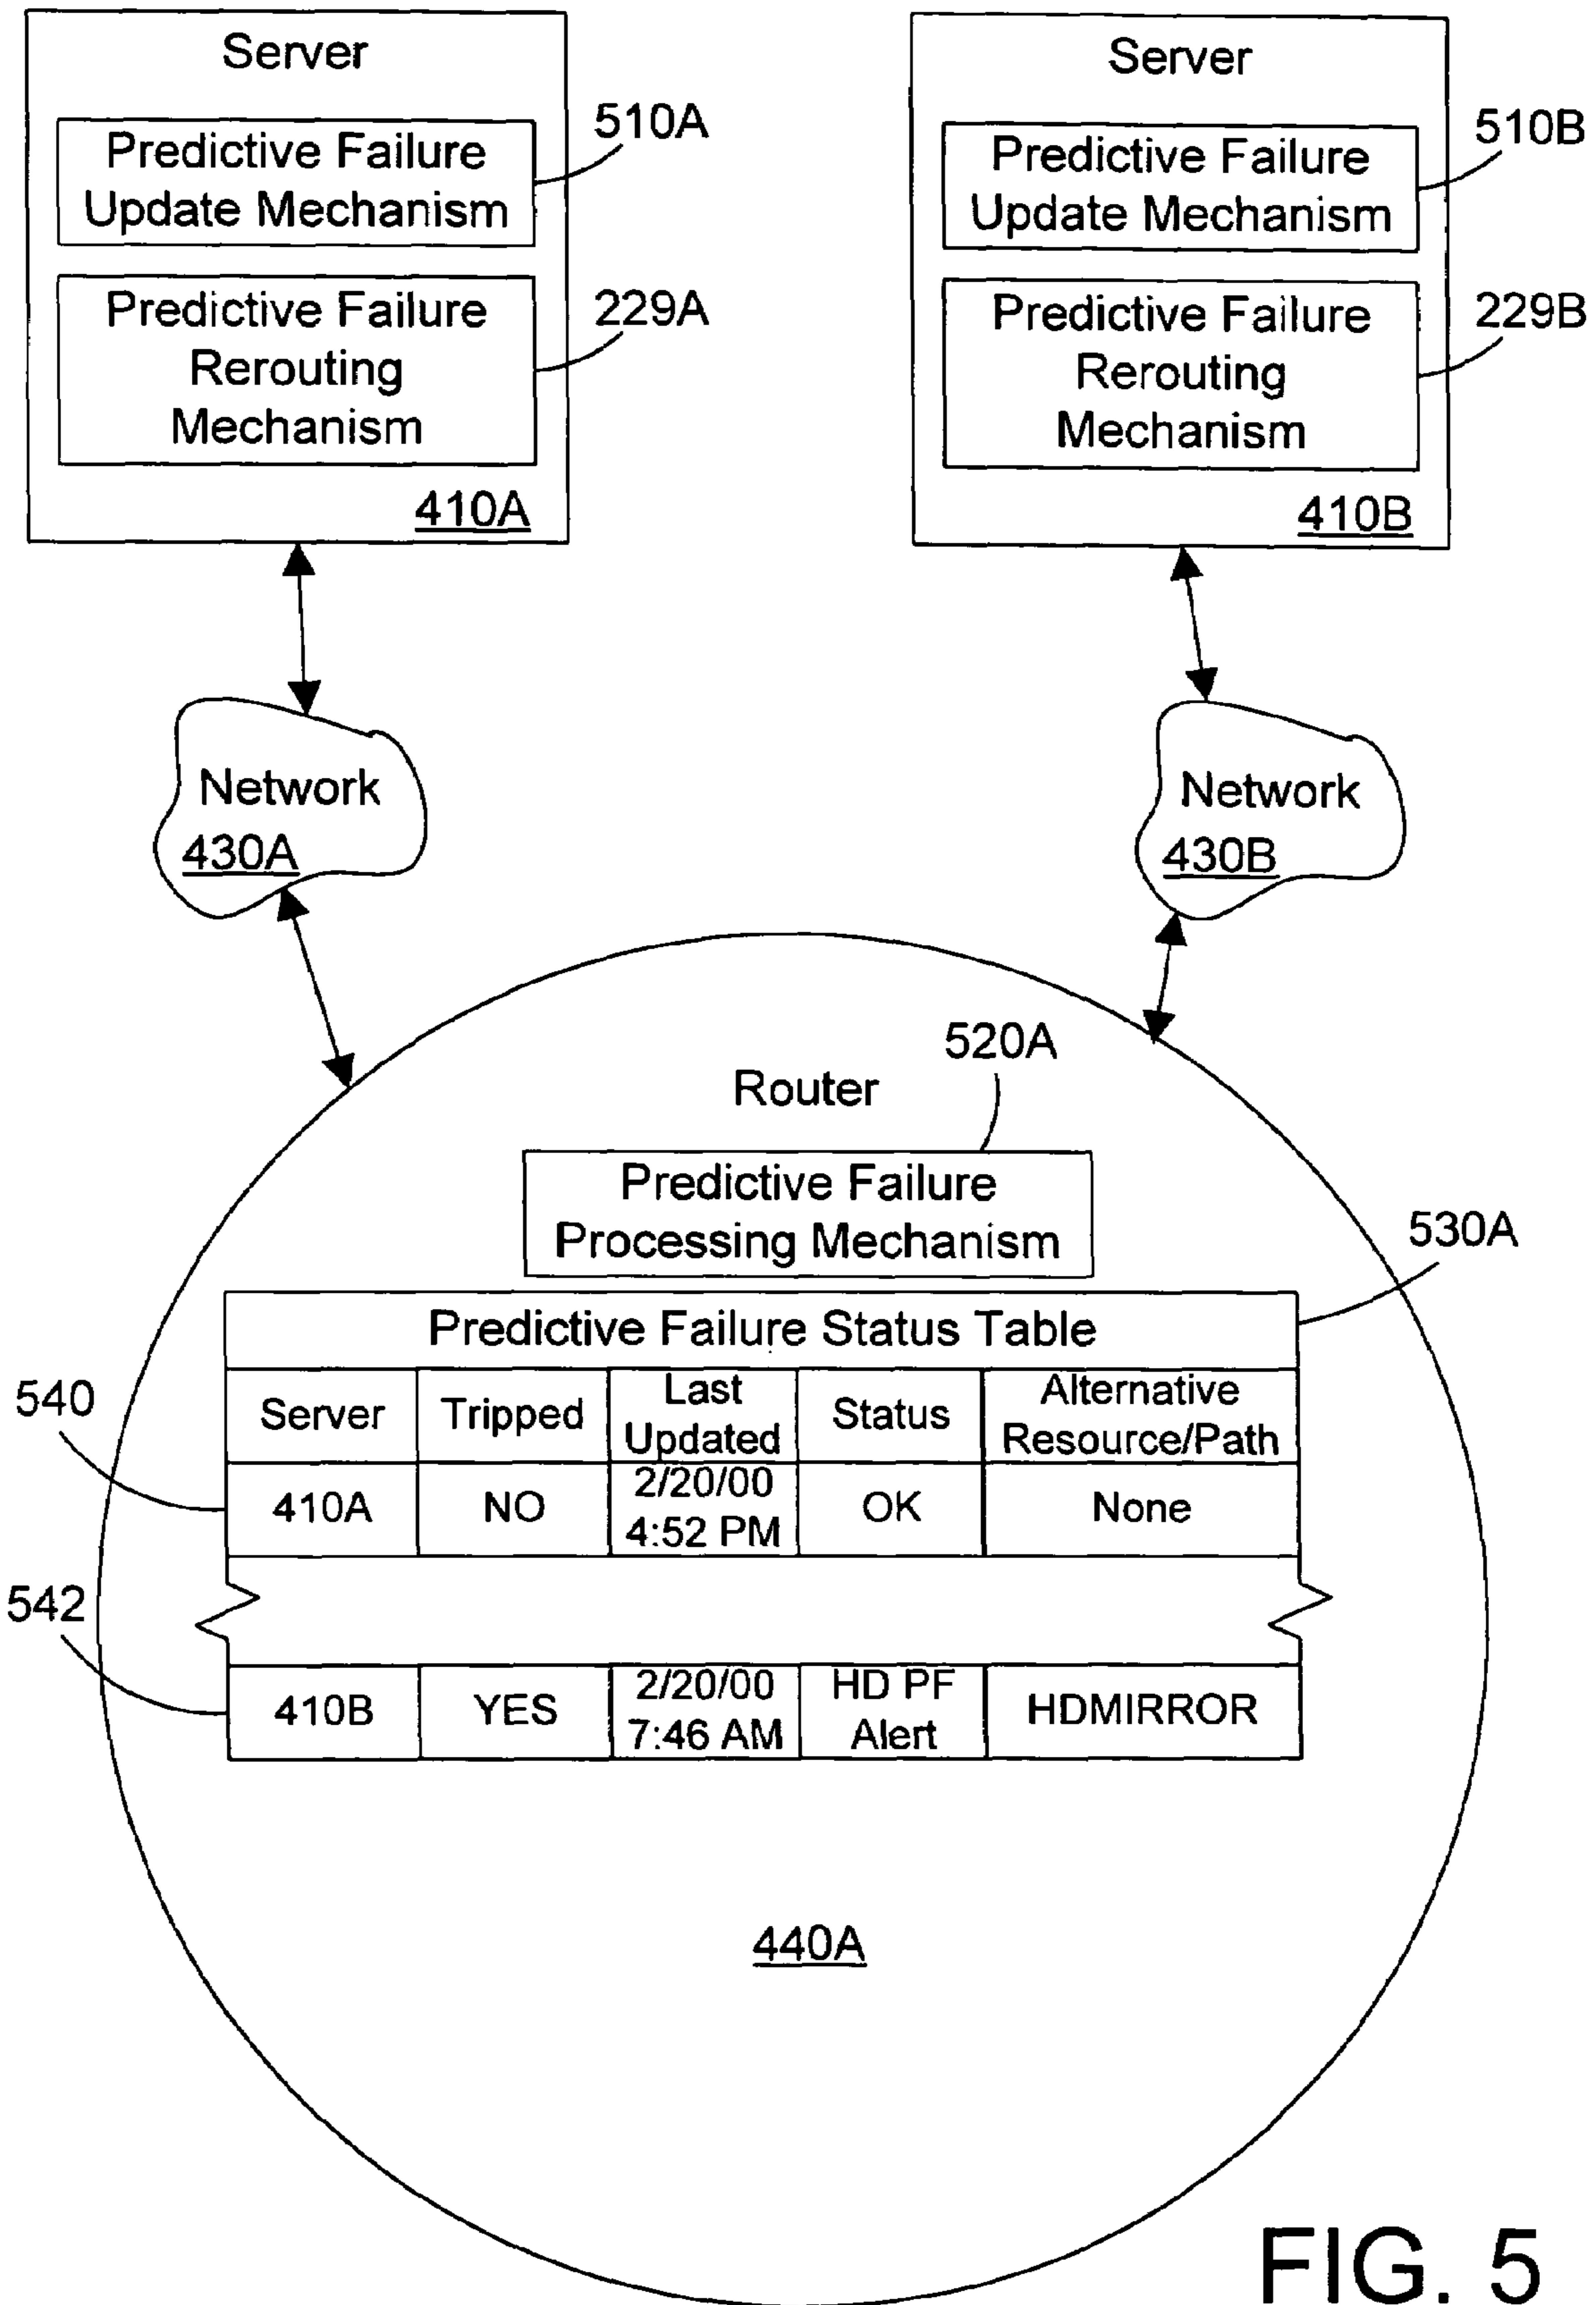 Server
Predictive Failure
Update Mechanism
510A
Predictive Failure
Rerouting
Mechanism
229A
410A
Server
Predictive Failure
Update Mechanism
510B
Predictive Failure
Rerouting
Mechanism
229B
410B
Network
430A
Network
430B
520A
Router
Predictive Failure
Processing Mechanism
530A
Predictive Failure Status Table
540
Server
Tripped
Last
Updated
Status
Alternative
Resource/Path
410A
NO
2/20/00
4:52 PM
OK
None
542
410B
YES
2/20/00
7:46 AM
HD PF
Alert
HDMIRROR
440A
FIG. 5